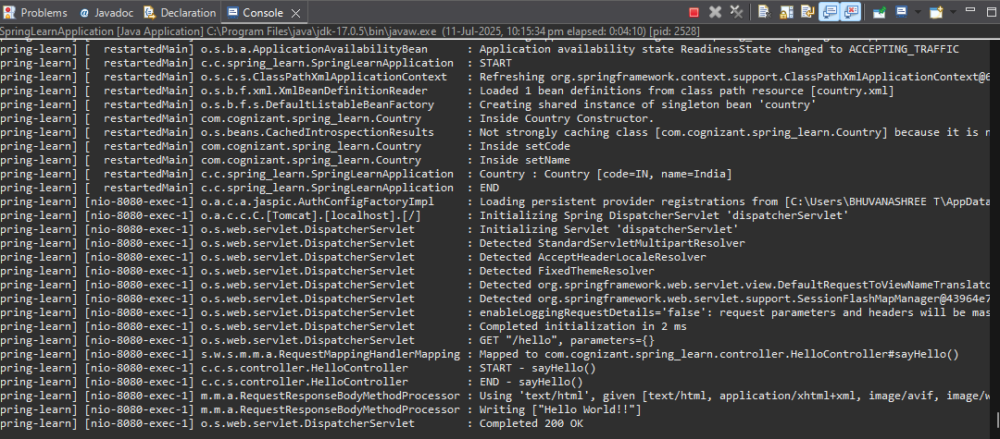 Problems Javadoc Declaration Console
SpringLearnApplication [Java Application] C:\Program Files\java\jdk-17.0.5\bin\javaw.exe (11-Jul-2025, 10:15:34 pm elapsed: 0:04:10) [pid: 2528]
pring-learn] [ restartedMain] o.s.b.a.ApplicationAvailabilityBean : Application availability state ReadinessState changed to ACCEPTING_TRAFFIC
pring-learn] [ restartedMain] c.c.spring_learn.SpringLearnApplication : START
pring-learn] [ restartedMain] o.s.c.s.ClassPathXmlApplicationContext : Refreshing org.springframework.context.support.ClassPathXmlApplicationContext@6
pring-learn] [ restartedMain] o.s.b.f.xml.XmlBeanDefinitionReader : Loaded 1 bean definitions from class path resource [country.xml]
pring-learn] [ restartedMain] o.s.b.f.s.DefaultListableBeanFactory : Creating shared instance of singleton bean 'country'
pring-learn] [ restartedMain] com.cognizant.spring_learn.Country : Inside Country Constructor.
pring-learn] [ restartedMain] o.s.beans.CachedIntrospectionResults : Not strongly caching class [com.cognizant.spring_learn.Country] because it is n
pring-learn] [ restartedMain] com.cognizant.spring_learn.Country : Inside setCode
pring-learn] [ restartedMain] com.cognizant.spring_learn.Country : Inside setName
pring-learn] [ restartedMain] c.c.spring_learn.SpringLearnApplication : Country : Country [code=IN, name=India]
pring-learn] [ restartedMain] c.c.spring_learn.SpringLearnApplication : END
pring-learn] [nio-8080-exec-1] o.a.c.a.jaspic.AuthConfigFactoryImpl : Loading persistent provider registrations from [C:\Users\BHUVANASHREE T\AppData
pring-learn] [nio-8080-exec-1] o.a.c.c.C.[Tomcat].[localhost].[/] : Initializing Spring DispatcherServlet 'dispatcherServlet'
pring-learn] [nio-8080-exec-1] o.s.web.servlet.DispatcherServlet : Initializing Servlet 'dispatcherServlet'
pring-learn] [nio-8080-exec-1] o.s.web.servlet.DispatcherServlet : Detected StandardServletMultipartResolver
pring-learn] [nio-8080-exec-1] o.s.web.servlet.DispatcherServlet : Detected AcceptHeaderLocaleResolver
pring-learn] [nio-8080-exec-1] o.s.web.servlet.DispatcherServlet : Detected FixedThemeResolver
pring-learn] [nio-8080-exec-1] o.s.web.servlet.DispatcherServlet : Detected org.springframework.web.servlet.view.DefaultRequestToViewNameTranslato
pring-learn] [nio-8080-exec-1] o.s.web.servlet.DispatcherServlet : Detected org.springframework.web.servlet.support.SessionFlashMapManager@43964e7
pring-learn] [nio-8080-exec-1] o.s.web.servlet.DispatcherServlet : enableLoggingRequestDetails='false': request parameters and headers will be mas
pring-learn] [nio-8080-exec-1] o.s.web.servlet.DispatcherServlet : Completed initialization in 2 ms
pring-learn] [nio-8080-exec-1] o.s.web.servlet.DispatcherServlet : GET "/hello", parameters={}
pring-learn] [nio-8080-exec-1] s.w.s.m.m.a.RequestMappingHandlerMapping : Mapped to com.cognizant.spring_learn.controller.HelloController#sayHello()
pring-learn] [nio-8080-exec-1] c.c.s.controller.HelloController : START - sayHello()
pring-learn] [nio-8080-exec-1] c.c.s.controller.HelloController : END - sayHello()
pring-learn] [nio-8080-exec-1] m.m.a.RequestResponseBodyMethodProcessor : Using 'text/html', given [text/html, application/xhtml+xml, image/avif, image/w
pring-learn] [nio-8080-exec-1] m.m.a.RequestResponseBodyMethodProcessor : Writing ["Hello World!!"]
pring-learn] [nio-8080-exec-1] o.s.web.servlet.DispatcherServlet : Completed 200 OK